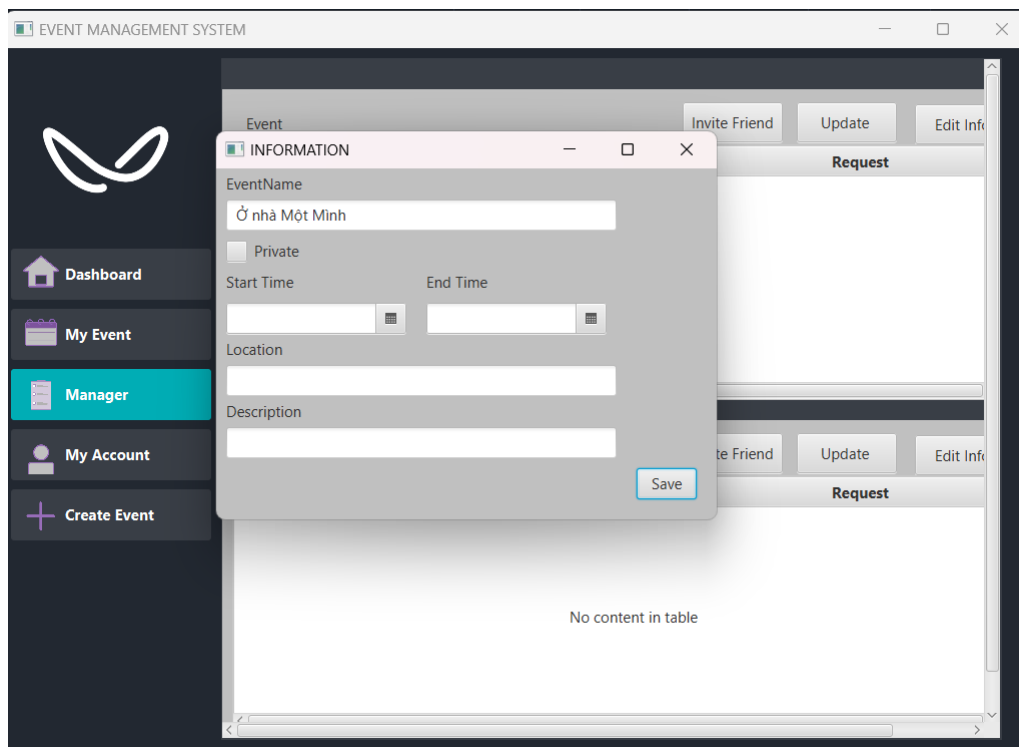 EVENT MANAGEMENT SYSTEM
Event
Invite Friend
Update
Edit Info
Request
INFORMATION
EventName
Ở nhà Một Mình
Private
Start Time
End Time
Location
Description
Save
Dashboard
My Event
Manager
My Account
Create Event
te Friend
Update
Edit Info
Request
No content in table